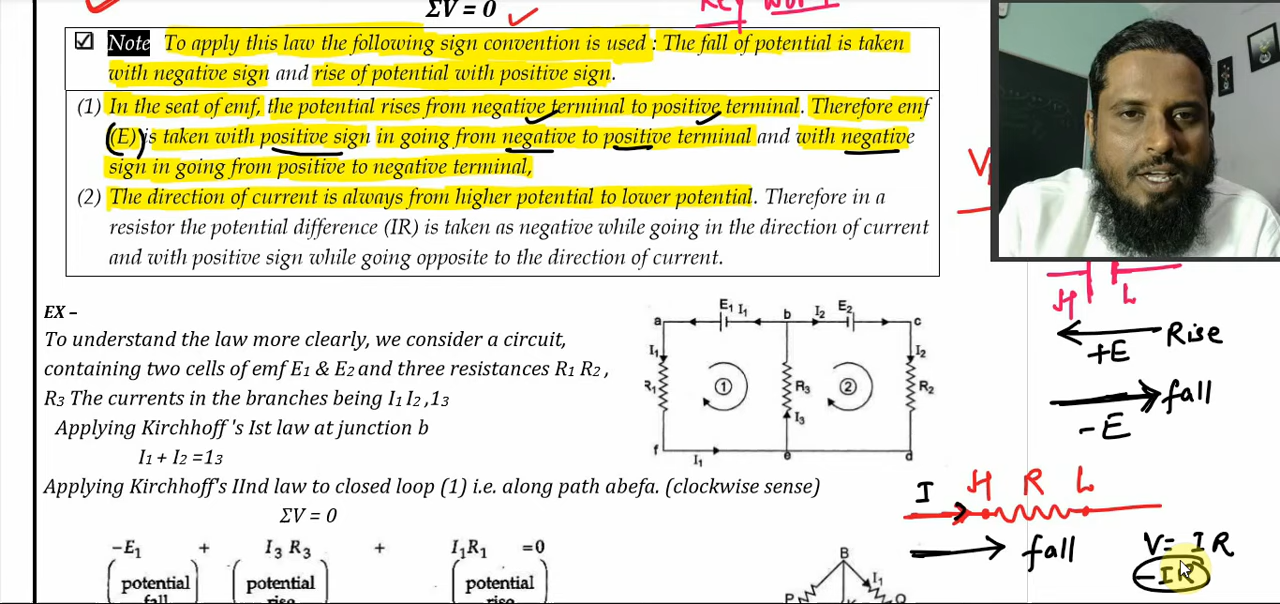 ΣV = 0
Key Word
☑ Note To apply this law the following sign convention is used : The fall of potential is taken
with negative sign and rise of potential with positive sign.
(1) In the seat of emf, the potential rises from negative terminal to positive terminal. Therefore emf
(E) is taken with positive sign in going from negative to positive terminal and with negative
sign in going from positive to negative terminal,
(2) The direction of current is always from higher potential to lower potential. Therefore in a
resistor the potential difference (IR) is taken as negative while going in the direction of current
and with positive sign while going opposite to the direction of current.
V
H L
Rise
+E
fall
-E
EX –
To understand the law more clearly, we consider a circuit,
containing two cells of emf E₁ & E₂ and three resistances R₁ R₂ ,
R₃ The currents in the branches being I₁ I₂ ,1₃
Applying Kirchhoff 's Ist law at junction b
I₁ + I₂ =1₃
Applying Kirchhoff's IInd law to closed loop (1) i.e. along path abefa. (clockwise sense)
ΣV = 0
−E₁ + I₃ R₃ + I₁R₁ =0
potential potential potential
fall rise rise
a E₁ I₁ b I₂ E₂ c
I₁ I₂
R₁ ① R₃ ② R₂
I₃
f I₁ e d
I H R L
fall V= IR
-IR
B
I₁
P Q